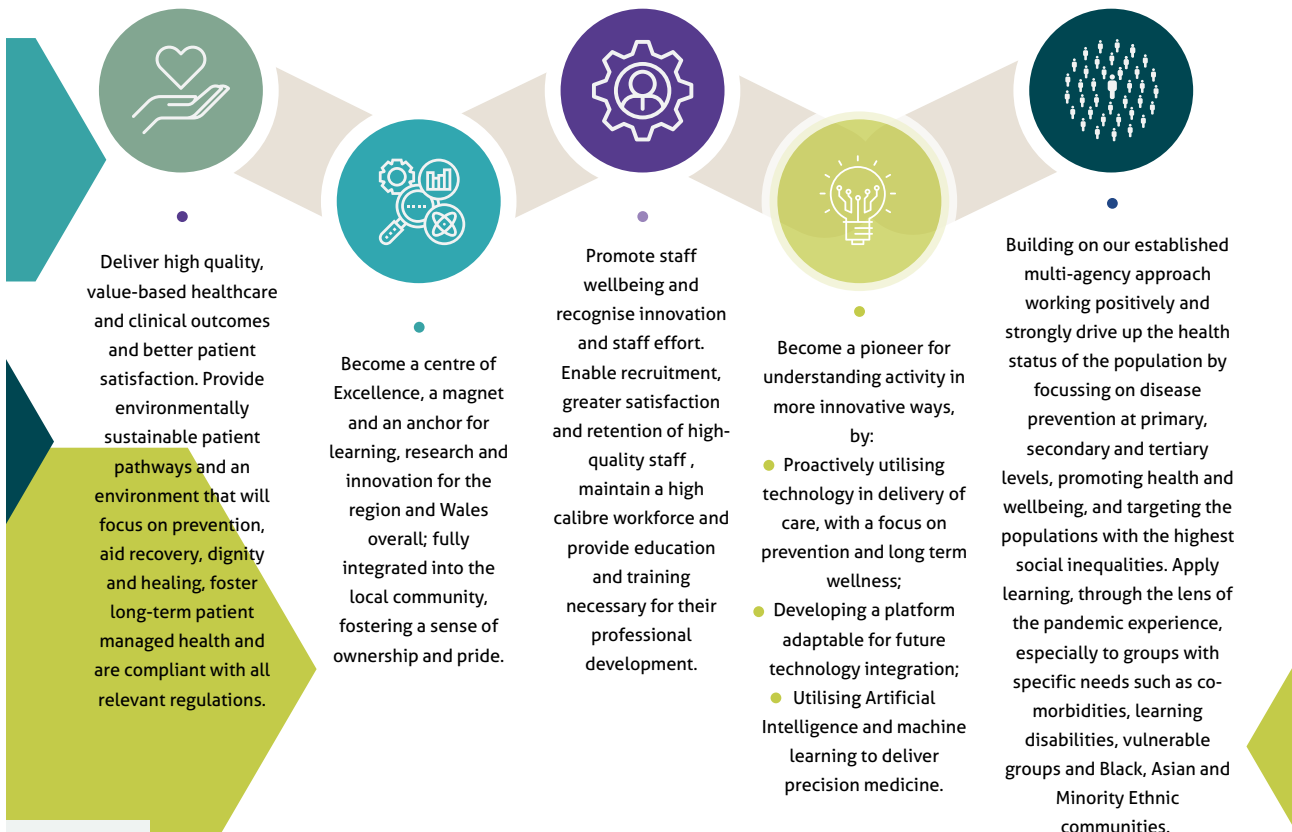 Deliver high quality,
value-based healthcare
and clinical outcomes
and better patient
satisfaction. Provide
environmentally
sustainable patient
pathways and an
environment that will
focus on prevention,
aid recovery, dignity
and healing, foster
long-term patient
managed health and
are compliant with all
relevant regulations.
Become a centre of
Excellence, a magnet
and an anchor for
learning, research and
innovation for the
region and Wales
overall; fully
integrated into the
local community,
fostering a sense of
ownership and pride.
Promote staff
wellbeing and
recognise innovation
and staff effort.
Enable recruitment,
greater satisfaction
and retention of high-
quality staff ,
maintain a high
calibre workforce and
provide education
and training
necessary for their
professional
development.
Become a pioneer for
understanding activity in
more innovative ways,
by:
● Proactively utilising
technology in delivery of
care, with a focus on
prevention and long term
wellness;
● Developing a platform
adaptable for future
technology integration;
● Utilising Artificial
Intelligence and machine
learning to deliver
precision medicine.
Building on our established
multi-agency approach
working positively and
strongly drive up the health
status of the population by
focussing on disease
prevention at primary,
secondary and tertiary
levels, promoting health and
wellbeing, and targeting the
populations with the highest
social inequalities. Apply
learning, through the lens of
the pandemic experience,
especially to groups with
specific needs such as co-
morbidities, learning
disabilities, vulnerable
groups and Black, Asian and
Minority Ethnic
communities.